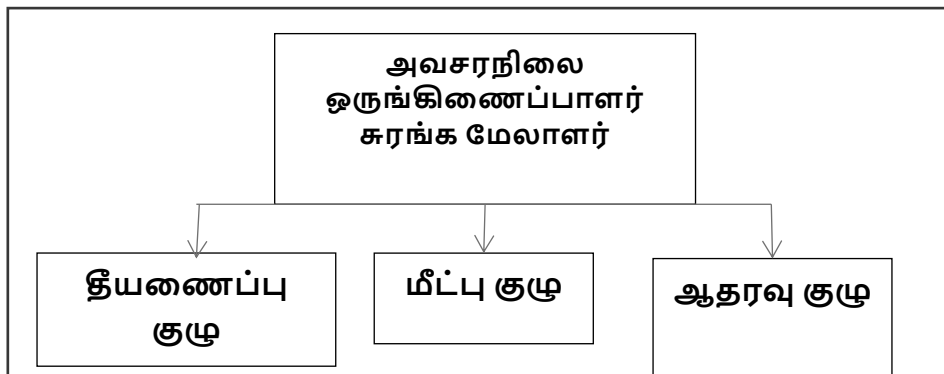 அவசரநிலை
ஒருங்கிணைப்பாளர்
சுரங்க மேலாளர்
தீயணைப்பு
குழு
மீட்பு குழு
ஆதரவு குழு